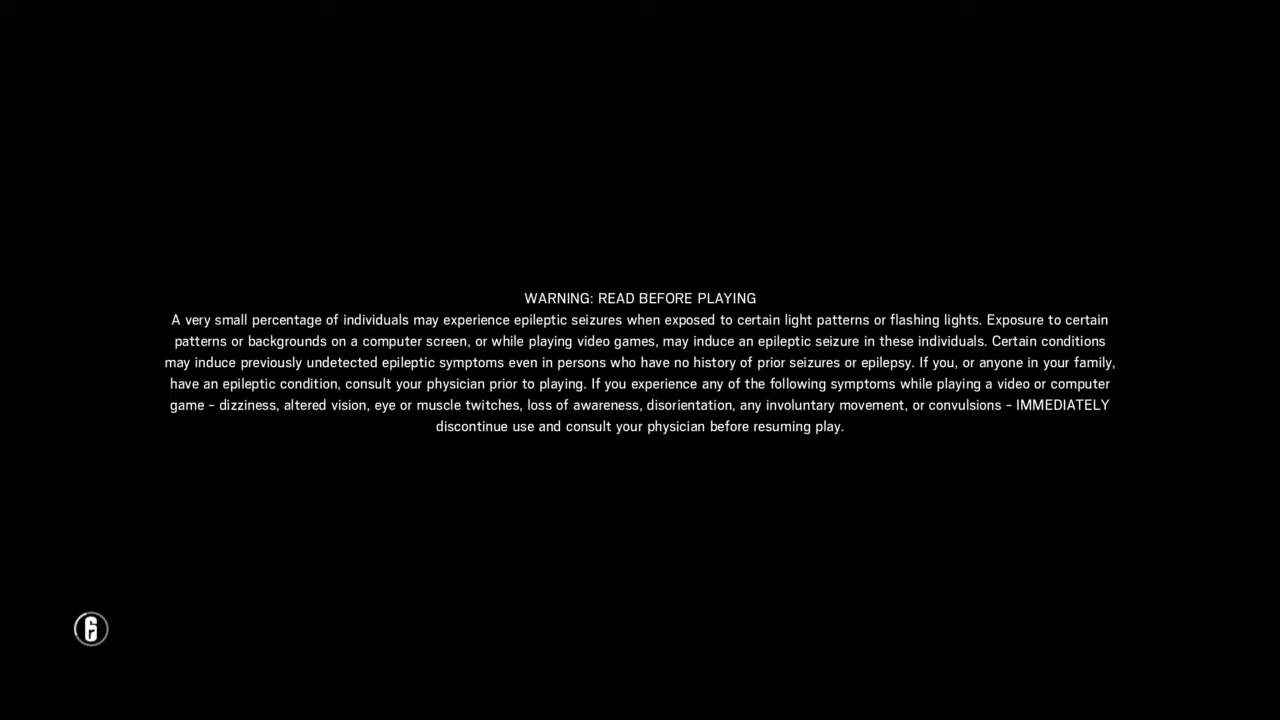 WARNING: READ BEFORE PLAYING
A very small percentage of individuals may experience epileptic seizures when exposed to certain light patterns or flashing lights. Exposure to certain
patterns or backgrounds on a computer screen, or while playing video games, may induce an epileptic seizure in these individuals. Certain conditions
may induce previously undetected epileptic symptoms even in persons who have no history of prior seizures or epilepsy. If you, or anyone in your family,
have an epileptic condition, consult your physician prior to playing. If you experience any of the following symptoms while playing a video or computer
game - dizziness, altered vision, eye or muscle twitches, loss of awareness, disorientation, any involuntary movement, or convulsions - IMMEDIATELY
discontinue use and consult your physician before resuming play.
6